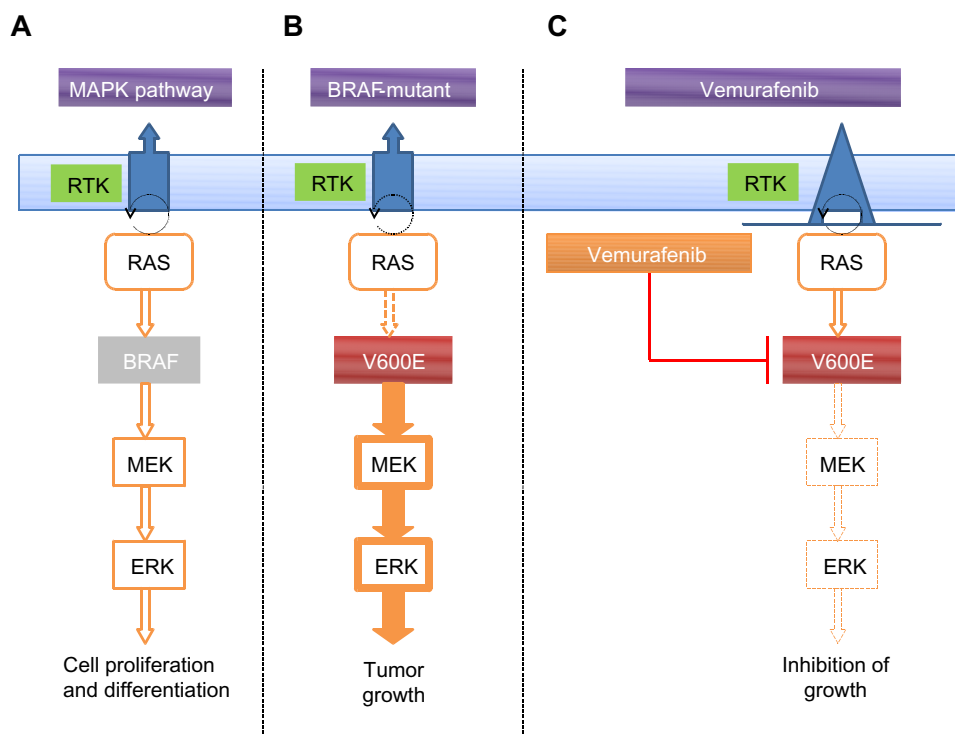 A
MAPK pathway
RTK
RAS
BRAF
MEK
ERK
Cell proliferation
and differentiation
B
BRAF-mutant
RTK
RAS
V600E
MEK
ERK
Tumor
growth
C
Vemurafenib
RTK
Vemurafenib
RAS
V600E
MEK
ERK
Inhibition of
growth